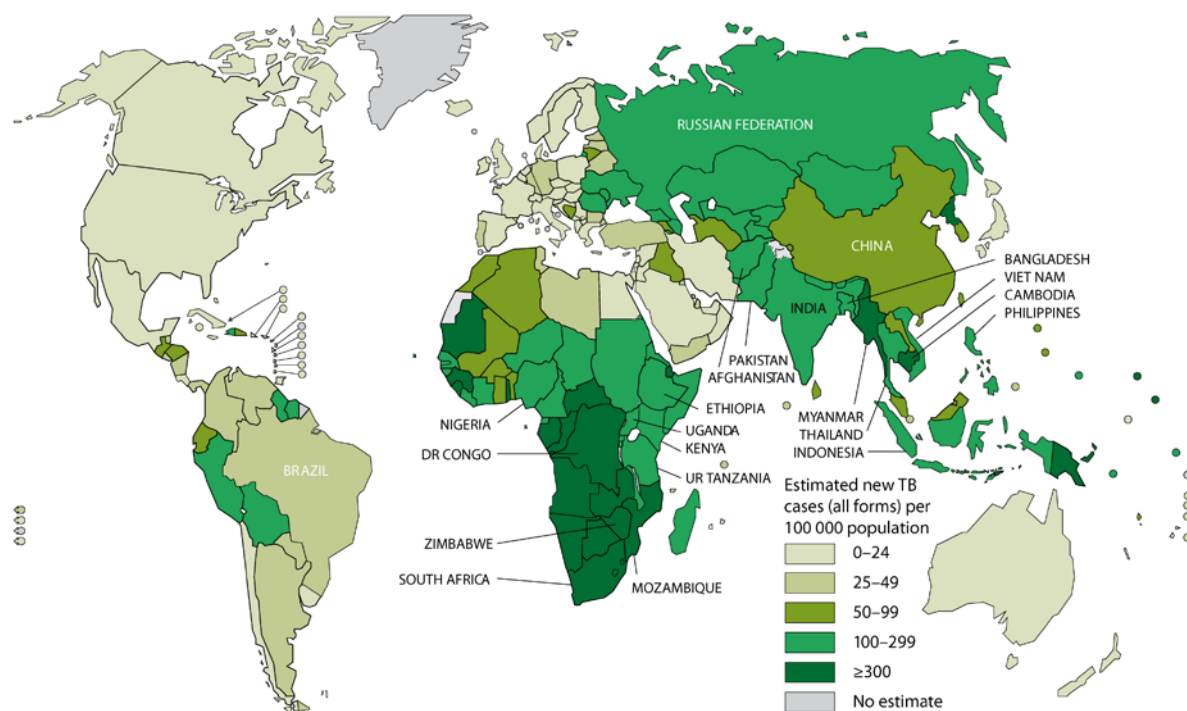 RUSSIAN FEDERATION
CHINA
BANGLADESH
VIET NAM
CAMBODIA
PHILIPPINES
INDIA
PAKISTAN
AFGHANISTAN
ETHIOPIA
NIGERIA
UGANDA
KENYA
MYANMAR
THAILAND
INDONESIA
DR CONGO
BRAZIL
UR TANZANIA
ZIMBABWE
SOUTH AFRICA
MOZAMBIQUE
Estimated new TB
cases (all forms) per
100 000 population
0–24
25–49
50–99
100–299
≥300
No estimate